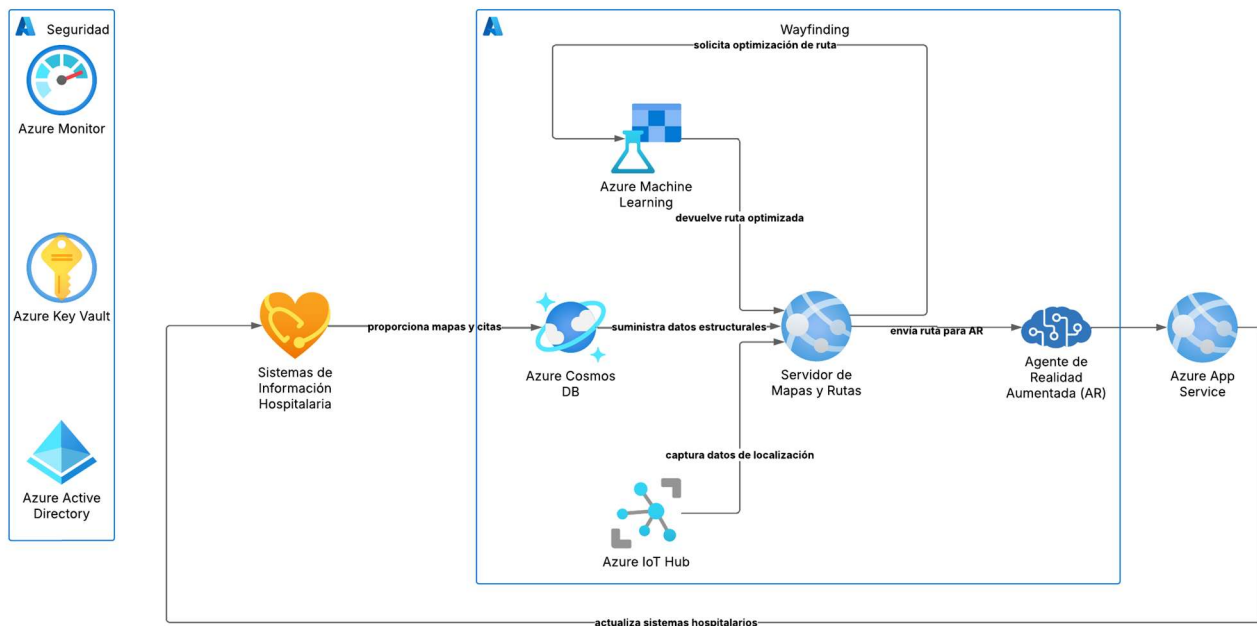 Seguridad
Azure Monitor
Azure Key Vault
Azure Active
Directory
Sistemas de
Información
Hospitalaria
proporciona mapas y citas
Wayfinding
solicita optimización de ruta
Azure Machine
Learning
devuelve ruta optimizada
Azure Cosmos
DB
suministra datos estructurales
Servidor de
Mapas y Rutas
envía ruta para AR
Agente de
Realidad
Aumentada (AR)
Azure App
Service
captura datos de localización
Azure IoT Hub
actualiza sistemas hospitalarios